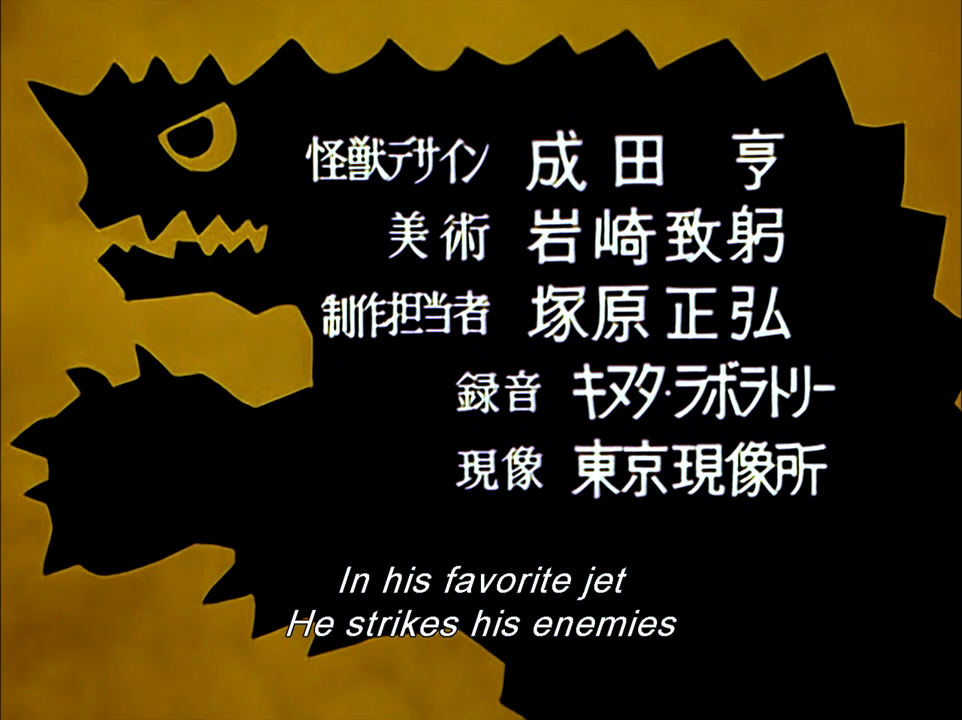 怪獣デザイン 成田 亨
美術 岩崎致躬
制作担当者 塚原正弘
録音 キヌタ・ラボラトリー
現像 東京現像所
In his favorite jet
He strikes his enemies